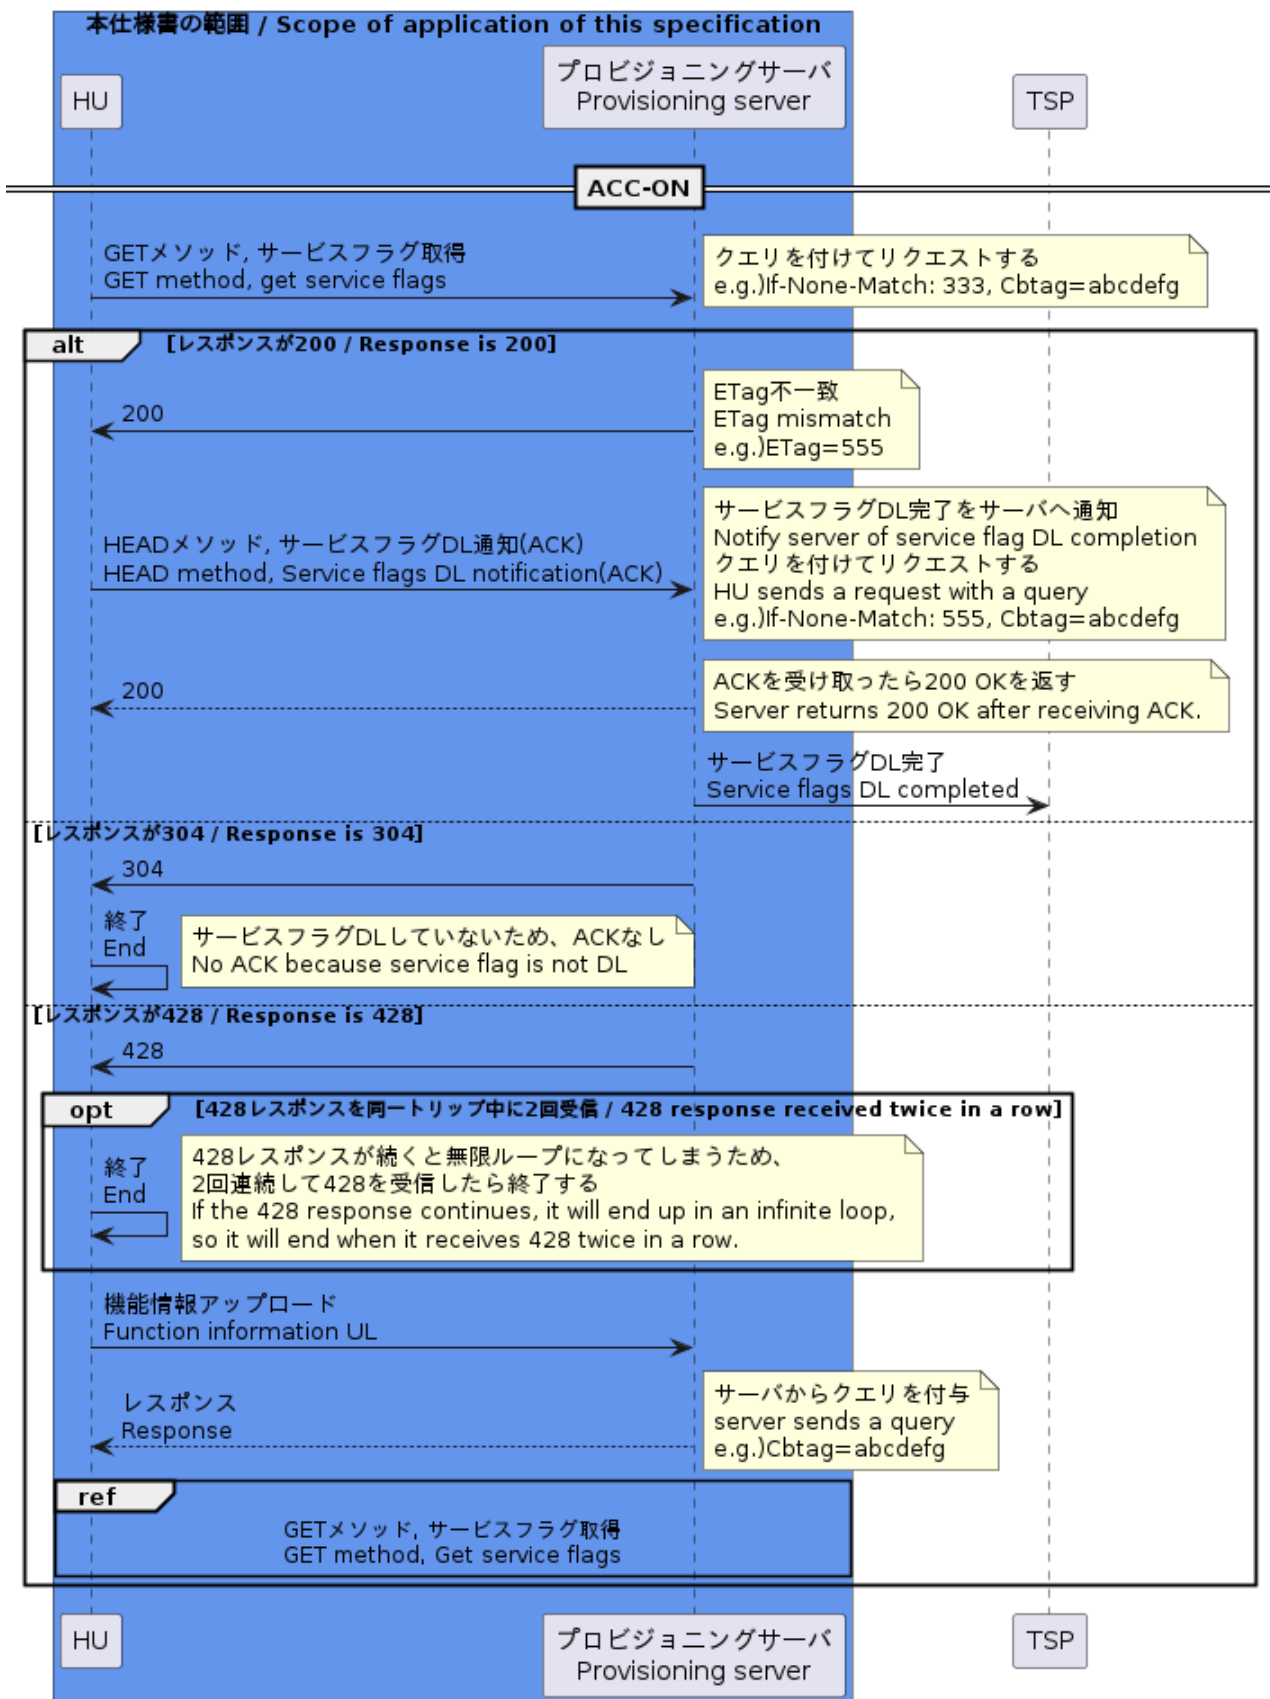 本仕様書の範囲 / Scope of application of this specification
HU
プロビジョニングサーバ
Provisioning server
TSP
ACC-ON
GETメソッド, サービスフラグ取得
GET method, get service flags
クエリを付けてリクエストする
e.g.)If-None-Match: 333, Cbtag=abcdefg
alt
[レスポンスが200 / Response is 200]
200
ETag不一致
ETag mismatch
e.g.)ETag=555
HEADメソッド, サービスフラグDL通知(ACK)
HEAD method, Service flags DL notification(ACK)
サービスフラグDL完了をサーバへ通知
Notify server of service flag DL completion
クエリを付けてリクエストする
HU sends a request with a query
e.g.)If-None-Match: 555, Cbtag=abcdefg
200
ACKを受け取ったら200 OKを返す
Server returns 200 OK after receiving ACK.
サービスフラグDL完了
Service flags DL completed
[レスポンスが304 / Response is 304]
304
終了
End
サービスフラグDLしていないため、ACKなし
No ACK because service flag is not DL
[レスポンスが428 / Response is 428]
428
opt
[428レスポンスを同一トリップ中に2回受信 / 428 response received twice in a row]
終了
End
428レスポンスが続くと無限ループになってしまうため、
2回連続して428を受信したら終了する
If the 428 response continues, it will end up in an infinite loop,
so it will end when it receives 428 twice in a row.
機能情報アップロード
Function information UL
レスポンス
Response
サーバからクエリを付与
server sends a query
e.g.)Cbtag=abcdefg
ref
GETメソッド, サービスフラグ取得
GET method, Get service flags
HU
プロビジョニングサーバ
Provisioning server
TSP